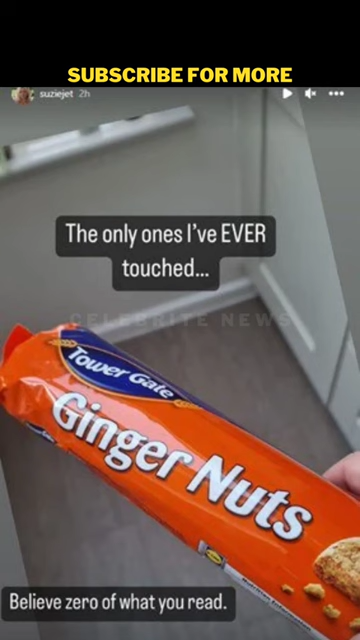 SUBSCRIBE FOR MORE
suziejet 2h
The only ones I've EVER
touched...
CELEBRITE NEWS
Tower Gate
Ginger Nuts
Believe zero of what you read.